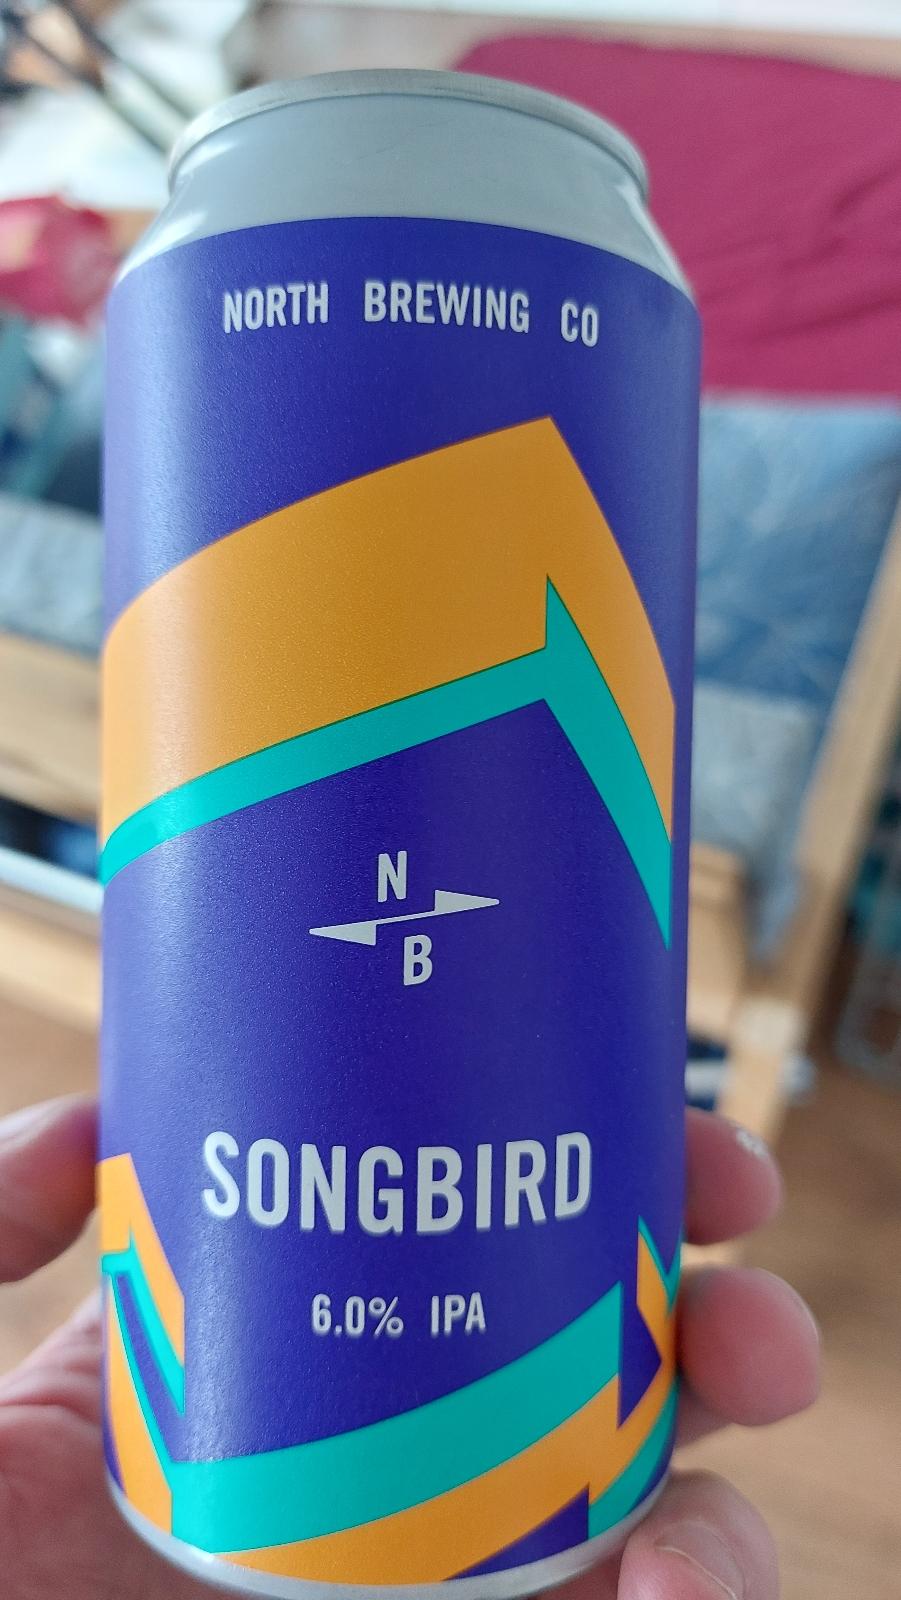 NORTH BREWING CO
N
B
SONGBIRD
6.0% IPA